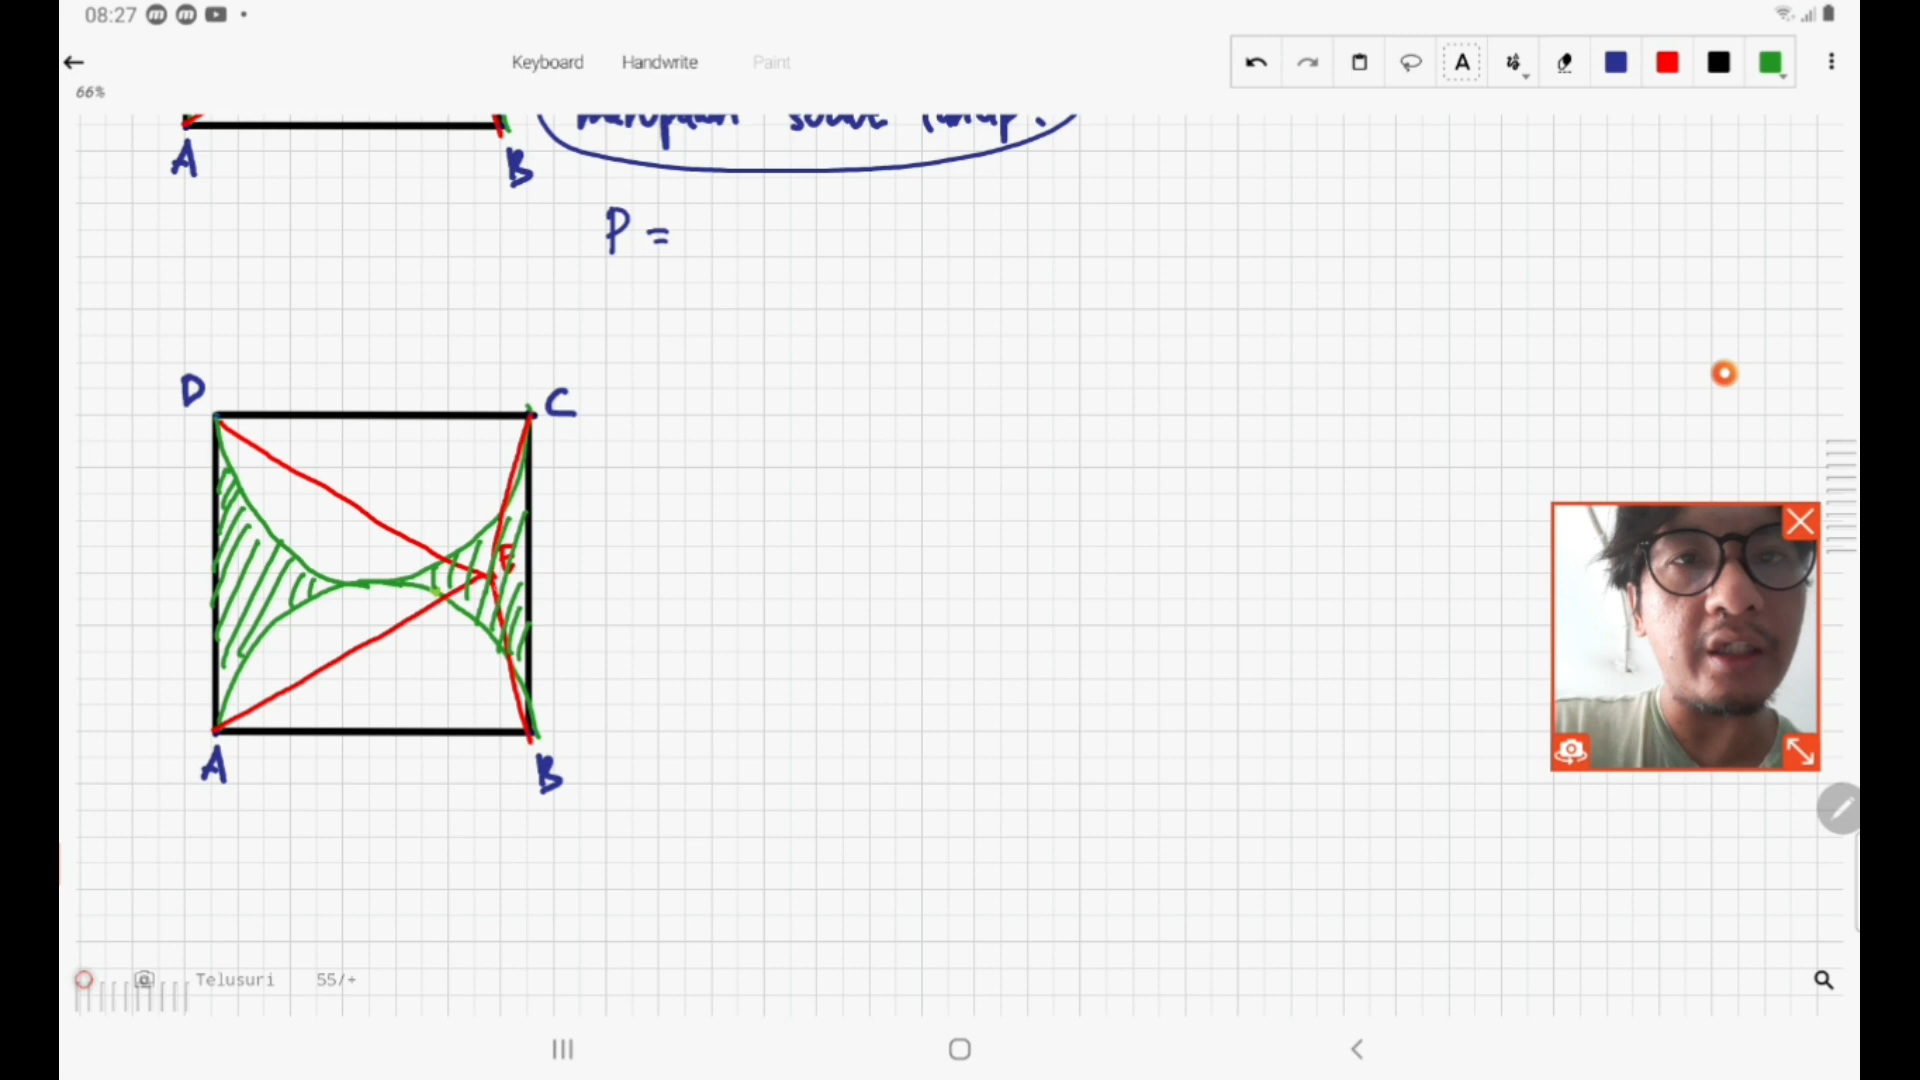 08:27
Keyboard Handwrite Paint
A
66%
A
B
P =
D
C
E
A
B
Telusuri 55/+